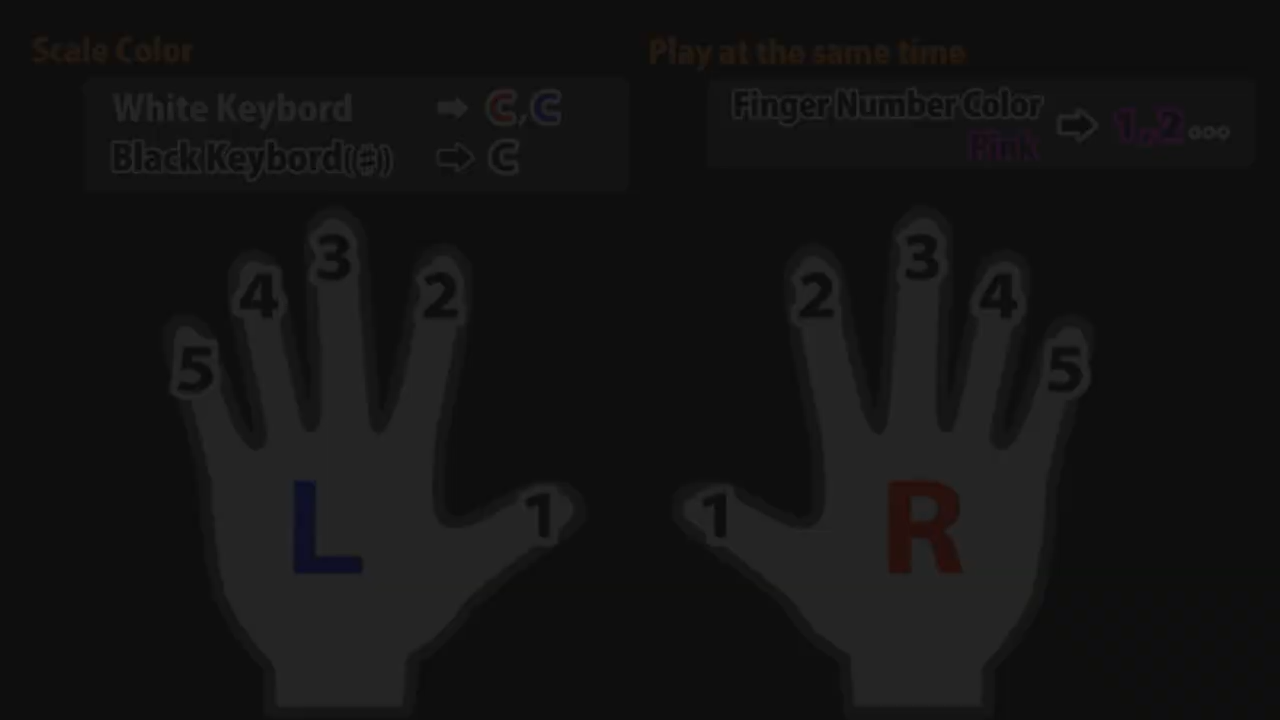 Scale Color
White Keybord ⇒ C,C
Black Keybord(#) ⇒ C
Play at the same time
Finger Number Color ⇒ 1,2°°°
Pink
5 4 3 2 1
L
1 2 3 4 5
R